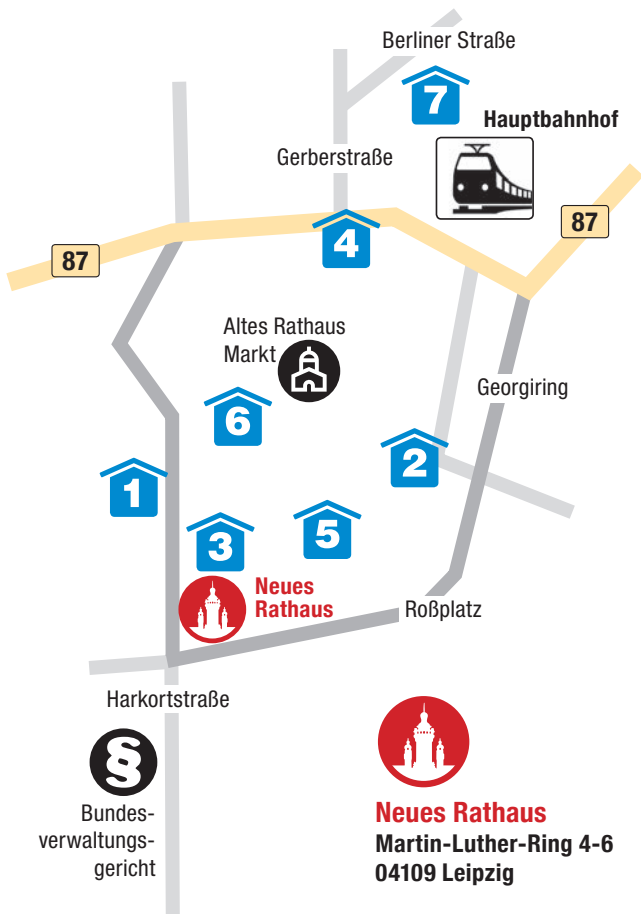 Berliner Straße
7
Hauptbahnhof
Gerberstraße
87
4
87
Altes Rathaus
Markt
Georgiring
6
2
1
3
5
Neues
Rathaus
Roßplatz
Harkortstraße
§
Bundes-
verwaltungs-
gericht
Neues Rathaus
Martin-Luther-Ring 4-6
04109 Leipzig